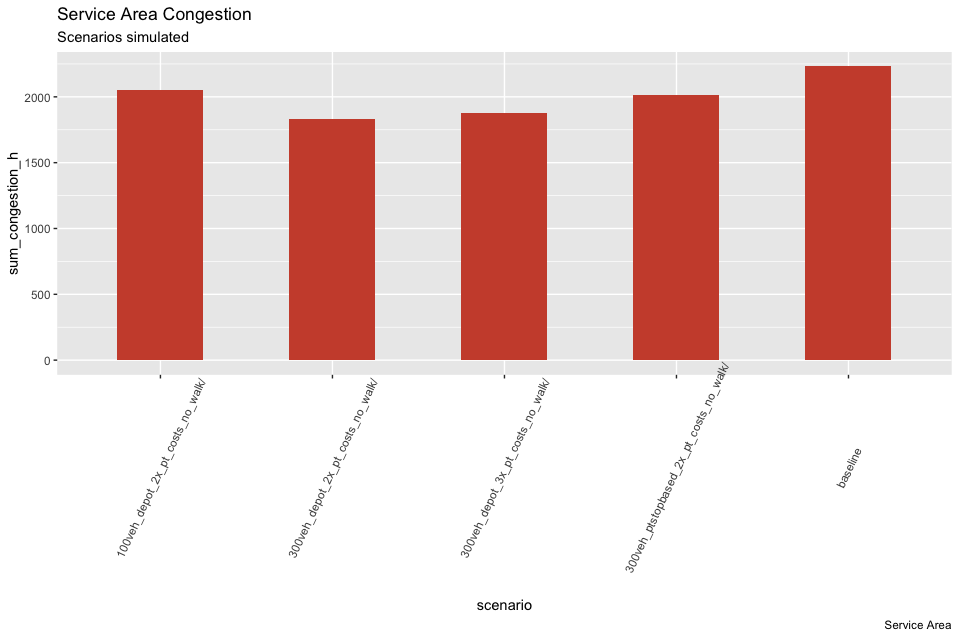 Service Area Congestion
Scenarios simulated
sum_congestion_h
2000
1500
1000
500
0
100veh_depot_2x_pt_costs_no_walk/
300veh_depot_2x_pt_costs_no_walk/
300veh_depot_3x_pt_costs_no_walk/
300veh_ptstopbased_2x_pt_costs_no_walk/
baseline
scenario
Service Area